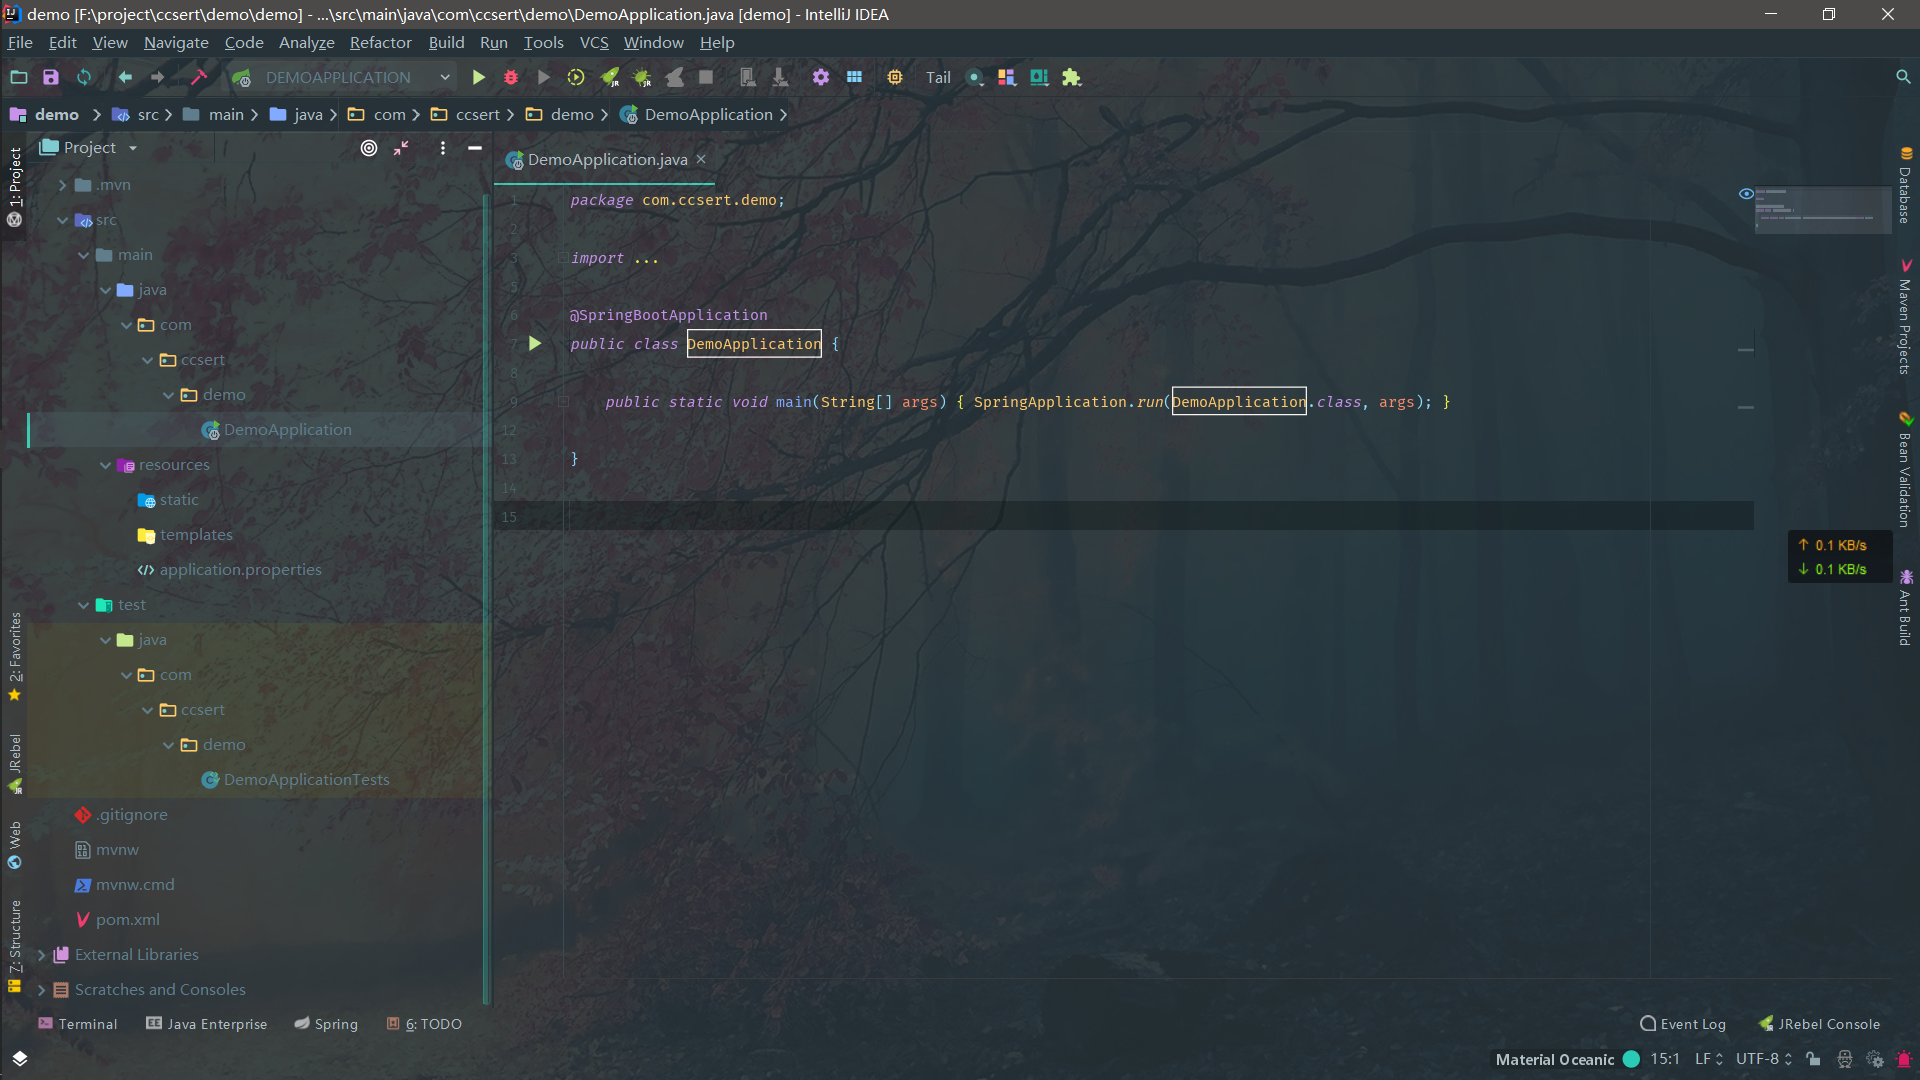 demo [F:\project\ccsert\demo\demo] - ...\src\main\java\com\ccsert\demo\DemoApplication.java [demo] - IntelliJ IDEA
File Edit View Navigate Code Analyze Refactor Build Run Tools VCS Window Help
DEMOAPPLICATION Tail
demo src main java com ccsert demo DemoApplication
Project
.mvn
src
main
java
com
ccsert
demo
DemoApplication
resources
static
templates
application.properties
test
java
com
ccsert
demo
DemoApplicationTests
.gitignore
mvnw
mvnw.cmd
pom.xml
External Libraries
Scratches and Consoles
1: Project
2: Favorites
JRebel
Web
7: Structure
DemoApplication.java
1 package com.ccsert.demo;
2
3 import ...
5
6 @SpringBootApplication
7 public class DemoApplication {
8
9 public static void main(String[] args) { SpringApplication.run(DemoApplication.class, args); }
12
13 }
14
15
Database
Maven Projects
Bean Validation
Ant Build
↑ 0.1 KB/s
↓ 0.1 KB/s
Terminal Java Enterprise Spring 6: TODO Event Log JRebel Console
Material Oceanic 15:1 LF UTF-8